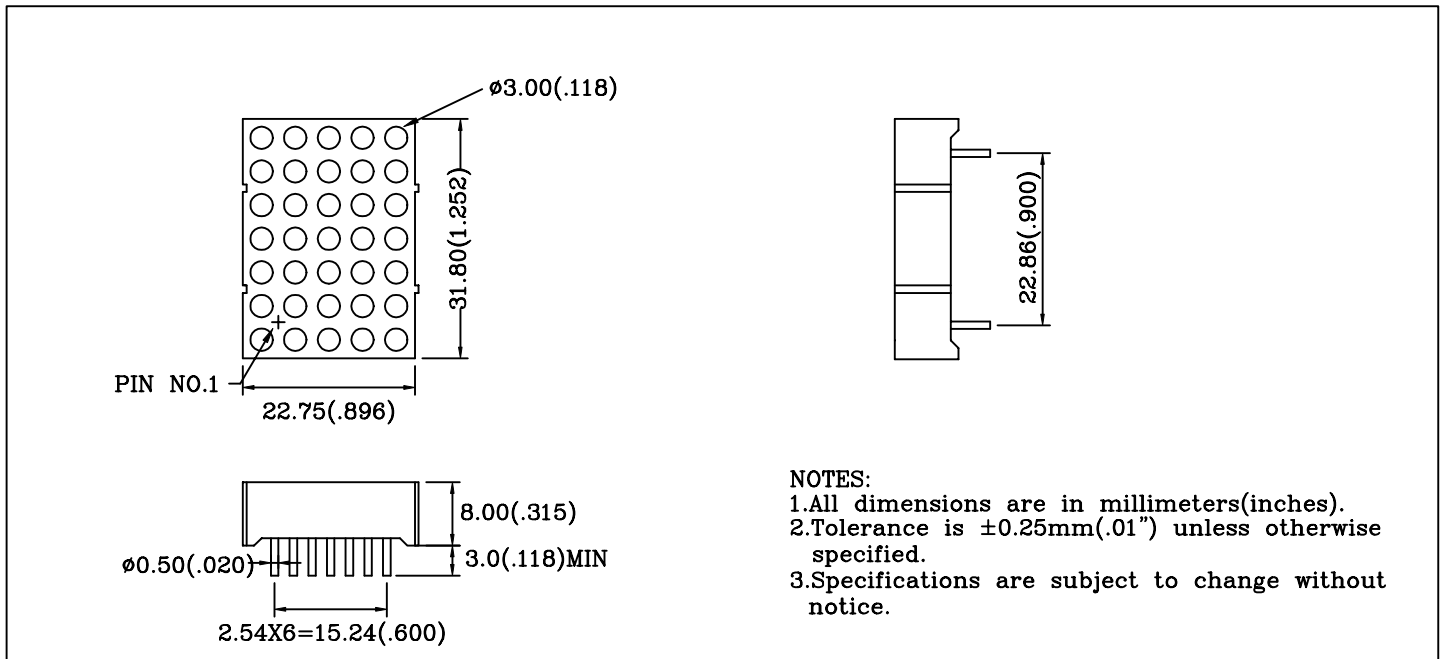 ø3.00(.118)
31.80(1.252)
PIN NO.1
22.75(.896)
22.86(.900)
8.00(.315)
3.0(.118)MIN
ø0.50(.020)
2.54X6=15.24(.600)
NOTES:
1.All dimensions are in millimeters(inches).
2.Tolerance is ±0.25mm(.01") unless otherwise
specified.
3.Specifications are subject to change without
notice.